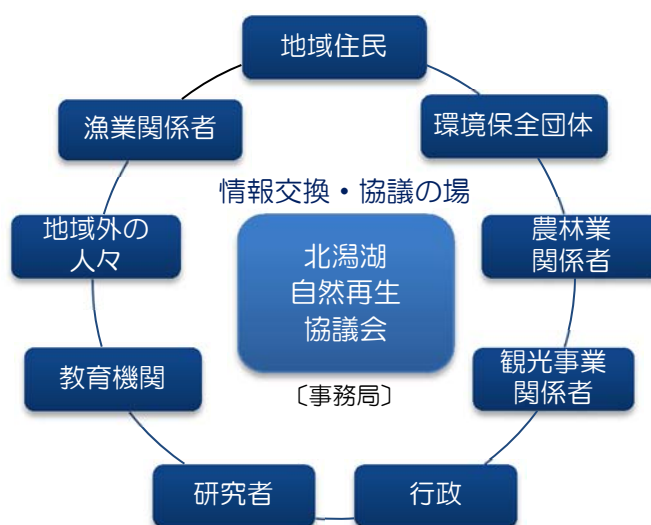 地域住民
漁業関係者
環境保全団体
情報交換・協議の場
地域外の
人々
農林業
関係者
北潟湖
自然再生
協議会
教育機関
観光事業
関係者
〔事務局〕
研究者
行政